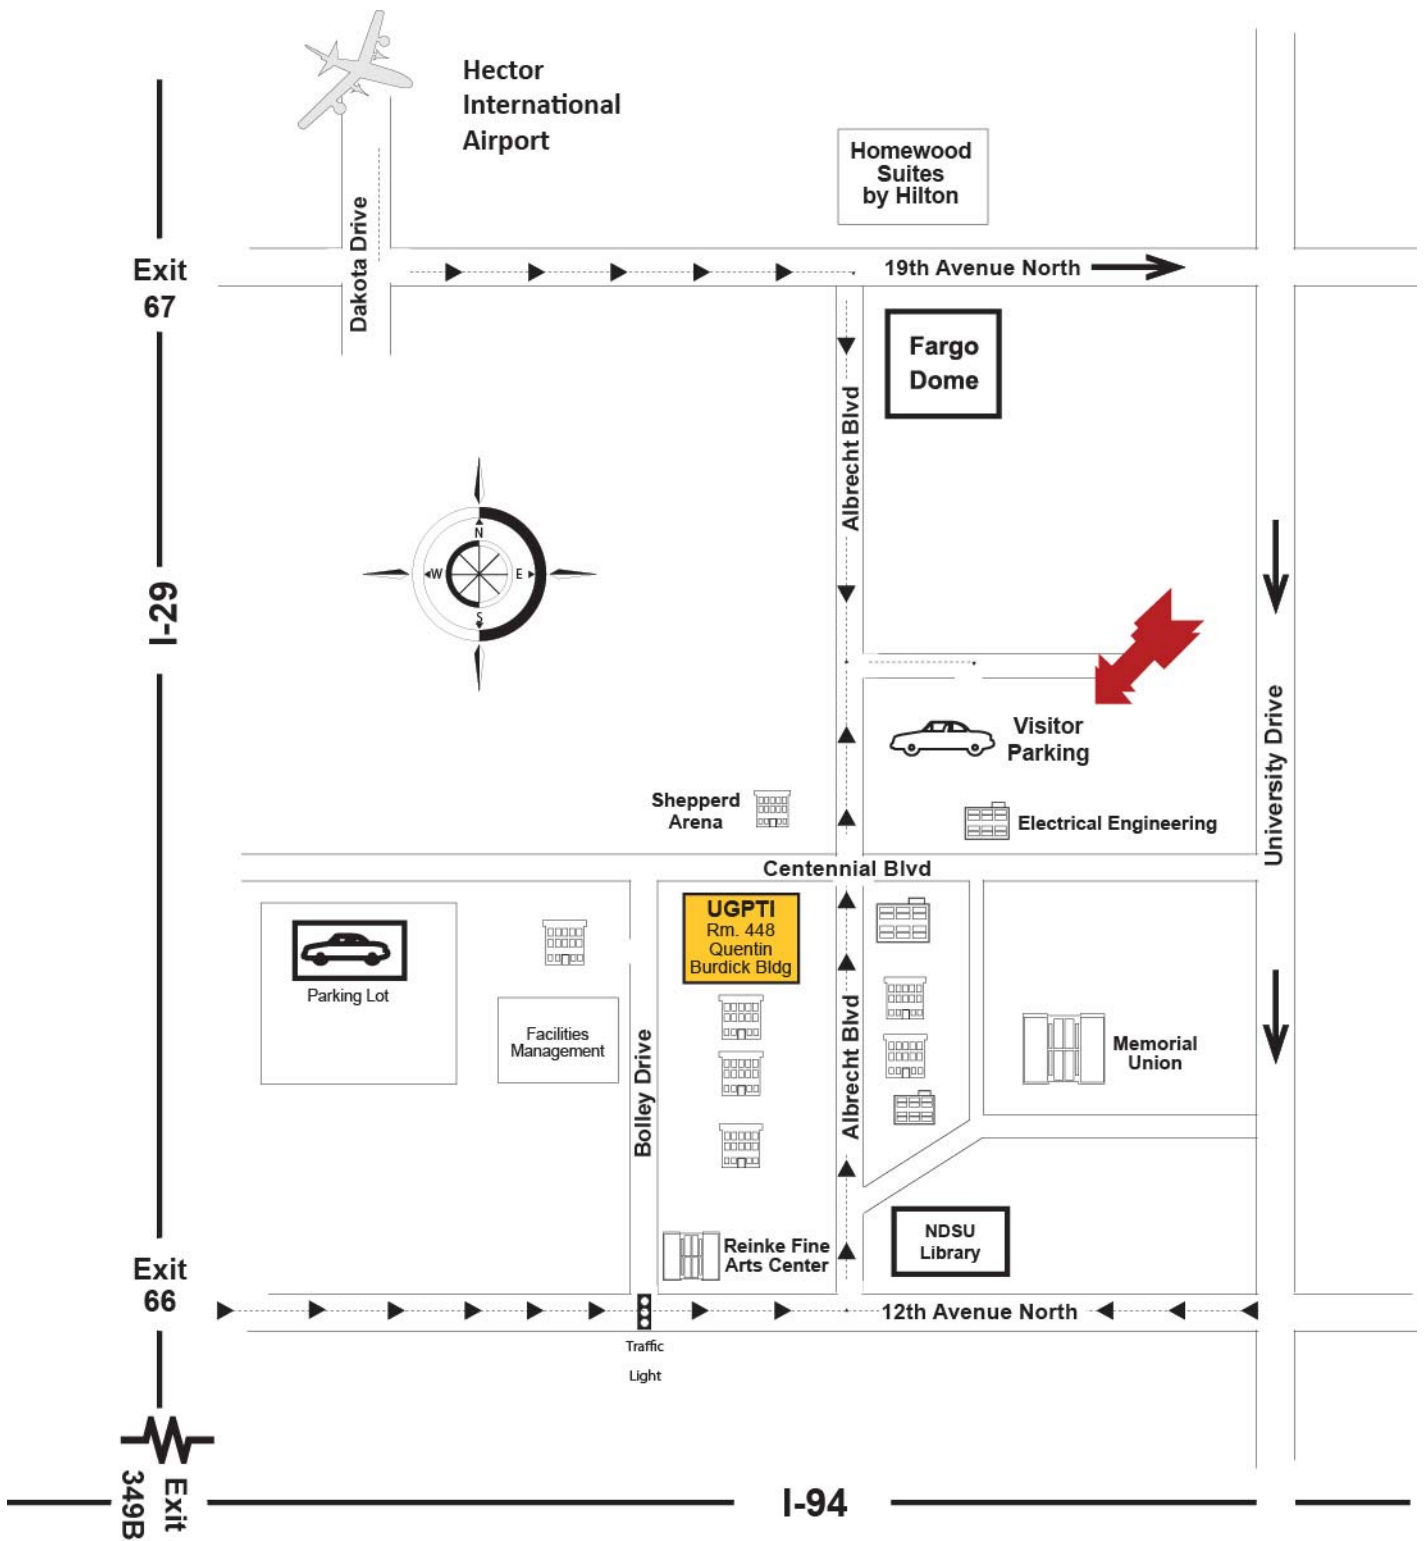 Hector
International
Airport
Homewood
Suites
by Hilton
Dakota Drive
Exit
67
19th Avenue North
Fargo
Dome
Albrecht Blvd
N
W
E
S
I-29
University Drive
Visitor
Parking
Shepperd
Arena
Electrical Engineering
Centennial Blvd
UGPTI
Rm. 448
Quentin
Burdick Bldg
Parking Lot
Facilities
Management
Bolley Drive
Albrecht Blvd
Memorial
Union
Reinke Fine
Arts Center
NDSU
Library
Exit
66
12th Avenue North
Traffic
Light
Exit
349B
I-94